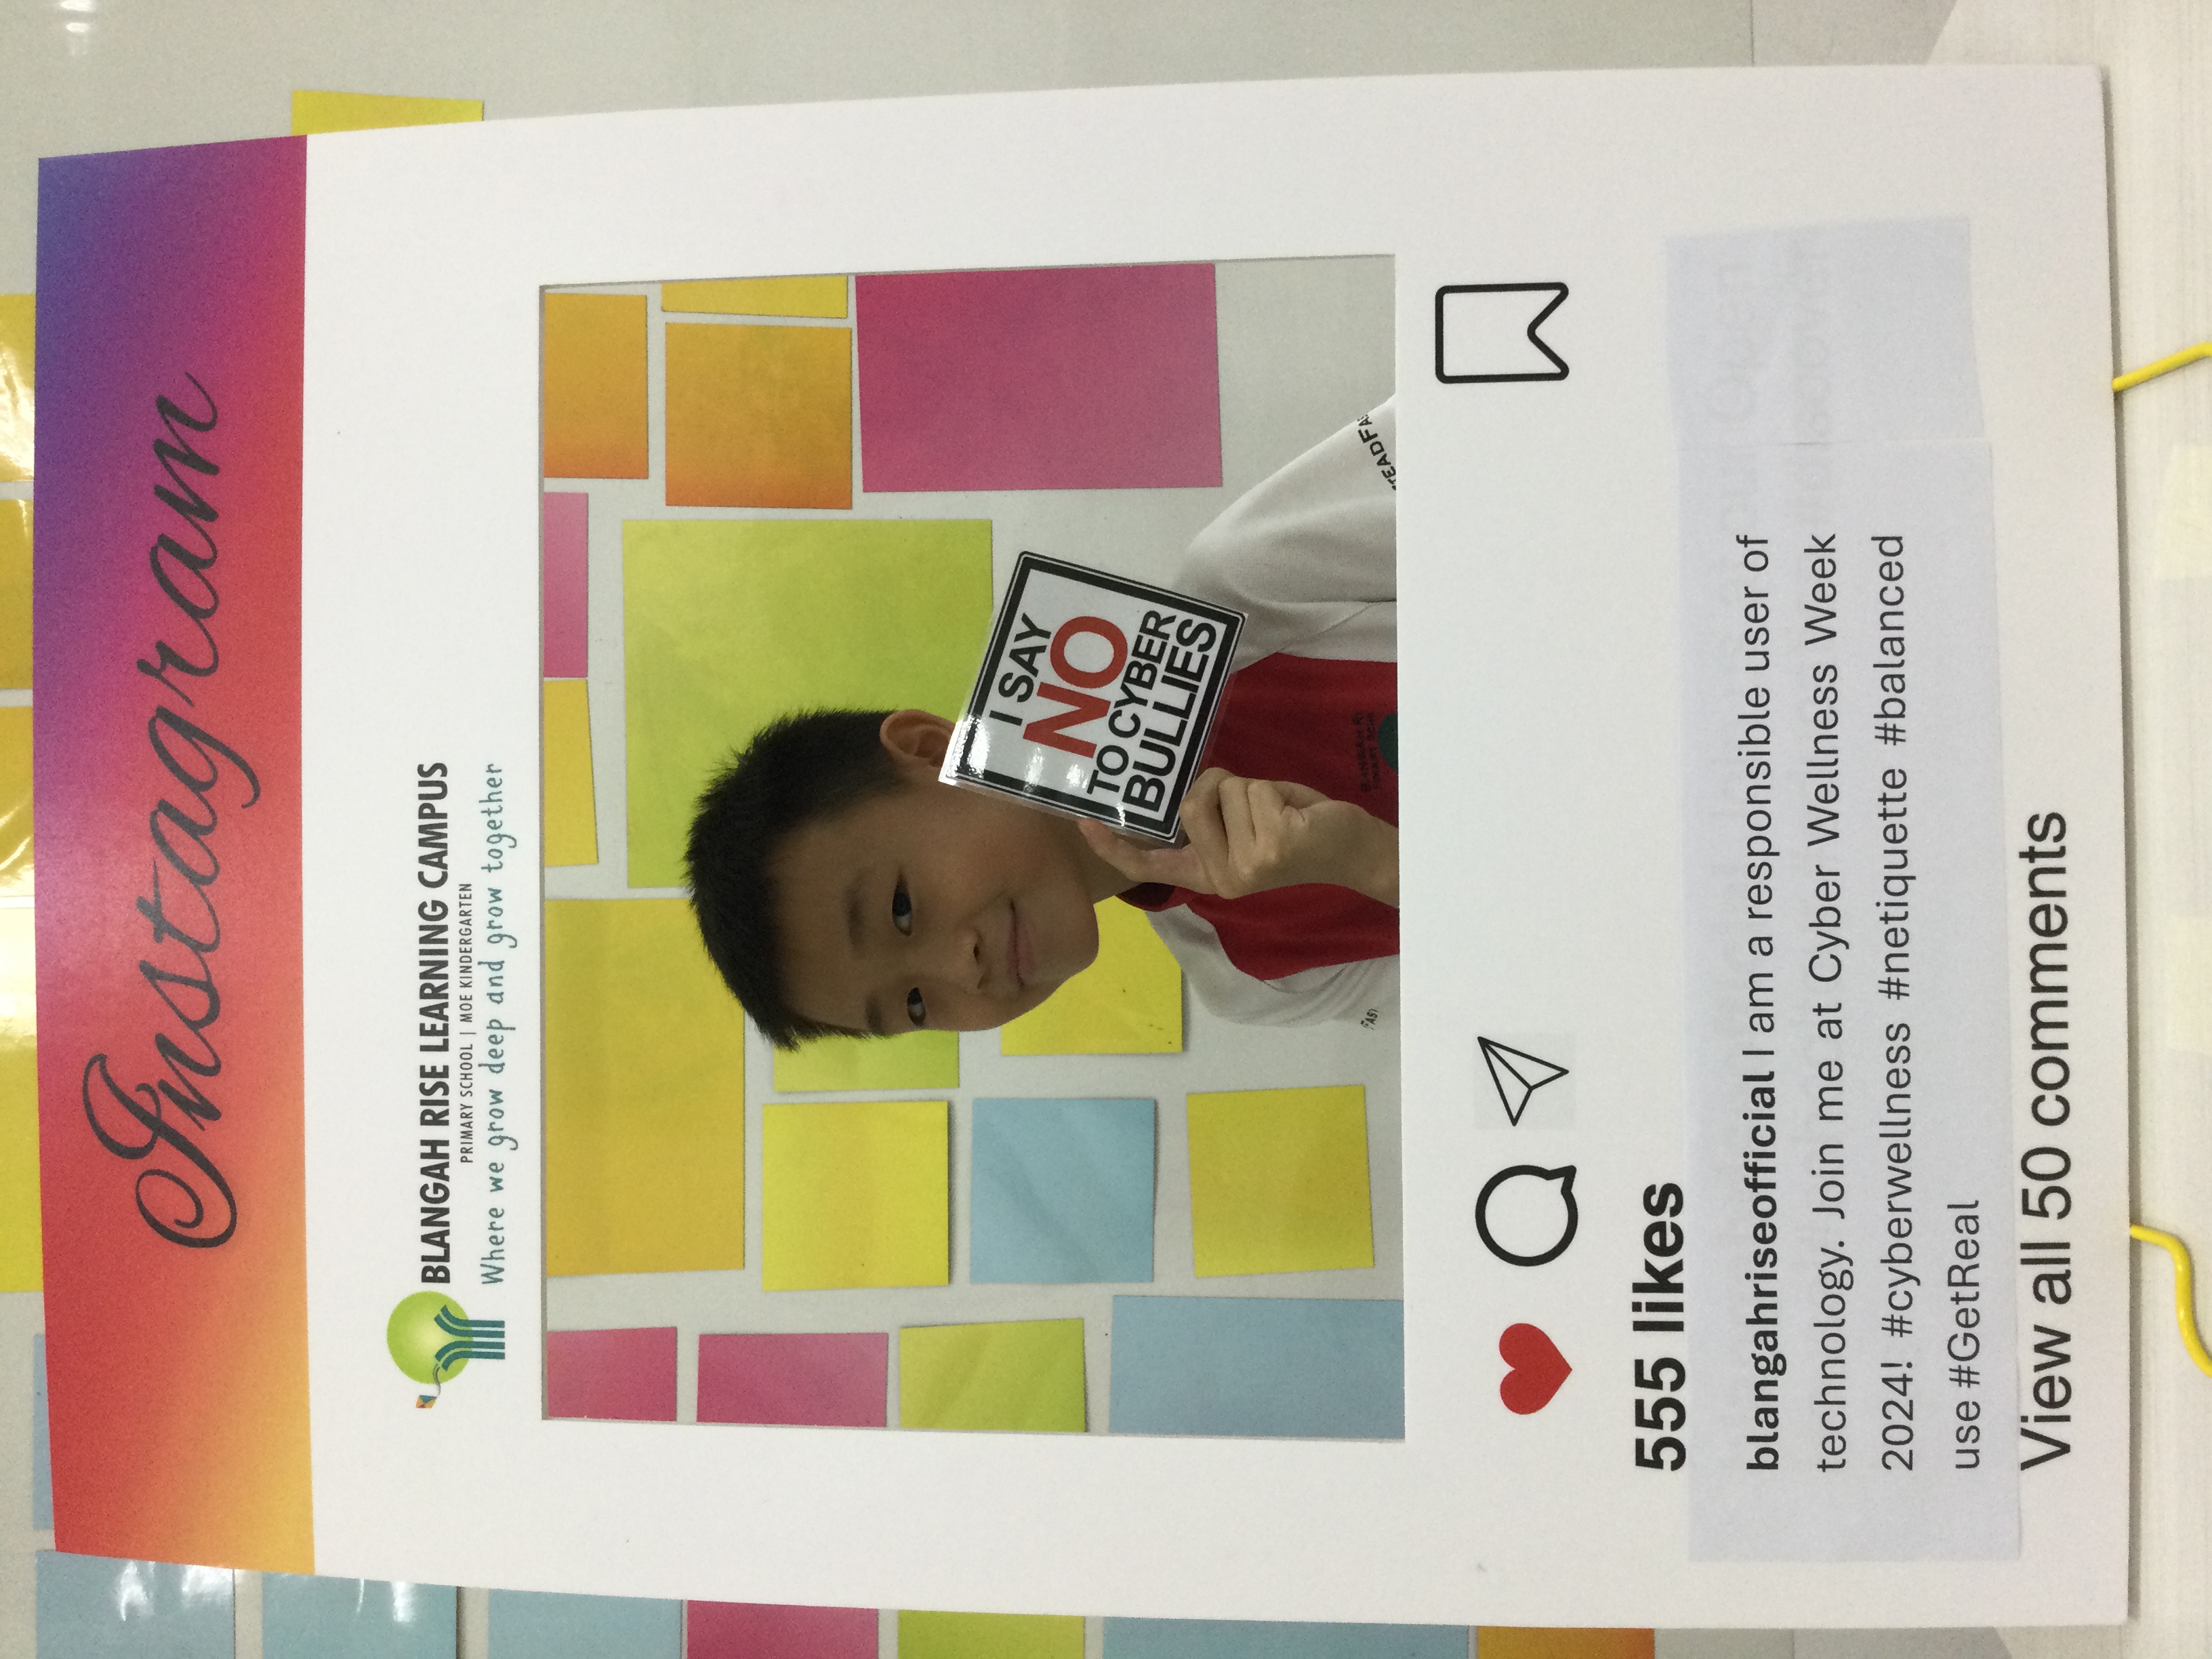 Instagram
BLANGAH RISE LEARNING CAMPUS
PRIMARY SCHOOL | MOE KINDERGARTEN
Where we grow deep and grow together
I SAY
NO
TO CYBER
BULLIES
555 likes
blangahriseofficial I am a responsible user of
technology. Join me at Cyber Wellness Week
2024! #cyberwellness #netiquette #balanced
use #GetReal
View all 50 comments